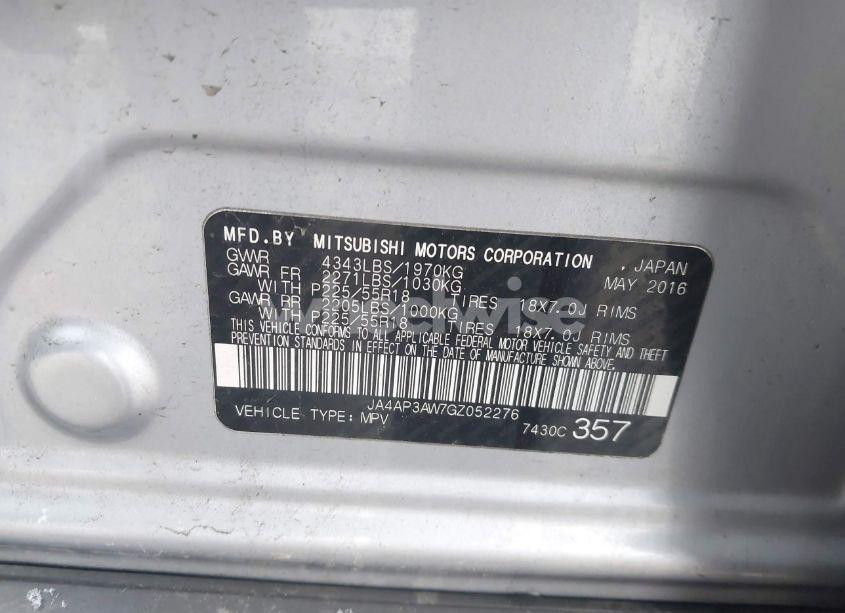 MFD.BY MITSUBISHI MOTORS CORPORATION , JAPAN
GVWR 4343LBS/1970KG MAY 2016
GAWR FR 2271LBS/1030KG
WITH P225/55R18 TIRES 18X7.0J RIMS
GAWR RR 2205LBS/1000KG
WITH P225/55R18 TIRES 18X7.0J RIMS
THIS VEHICLE CONFORMS TO ALL APPLICABLE FEDERAL MOTOR VEHICLE SAFETY AND THEFT
PREVENTION STANDARDS IN EFFECT ON THE DATE OF MANUFACTURE SHOWN ABOVE.
JA4AP3AW7GZ052276
VEHICLE TYPE: MPV 7430C 357